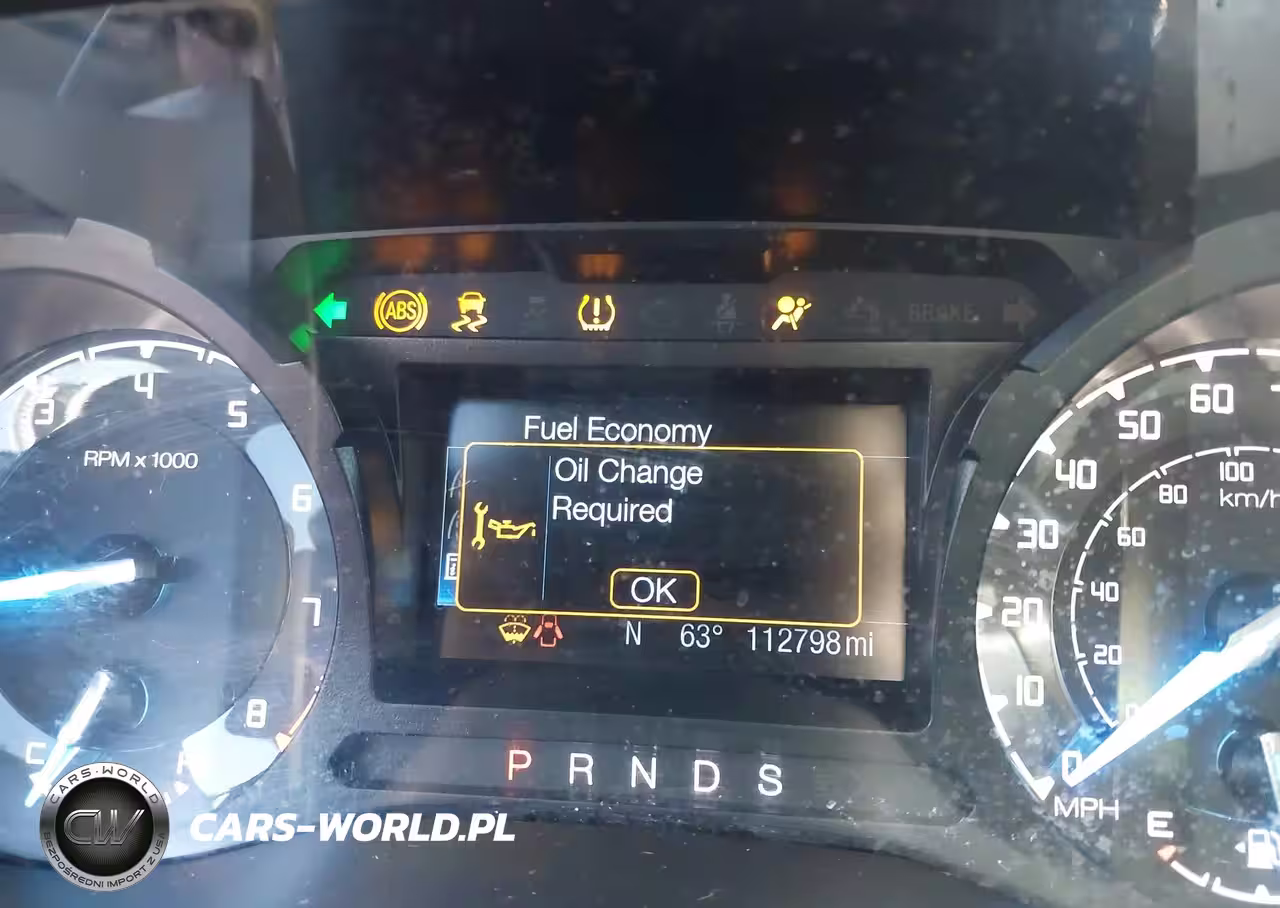 ABS
BRAKE
3
4
5
6
7
8
RPM x 1000
C
Fuel Economy
Oil Change
Required
OK
N 63° 112798 mi
P R N D S
60
50
40
30
20
10
0
100
80
60
40
20
0
km/h
MPH
E
CARS-WORLD
CW
BEZPOŚREDNI IMPORT Z USA
CARS-WORLD.PL